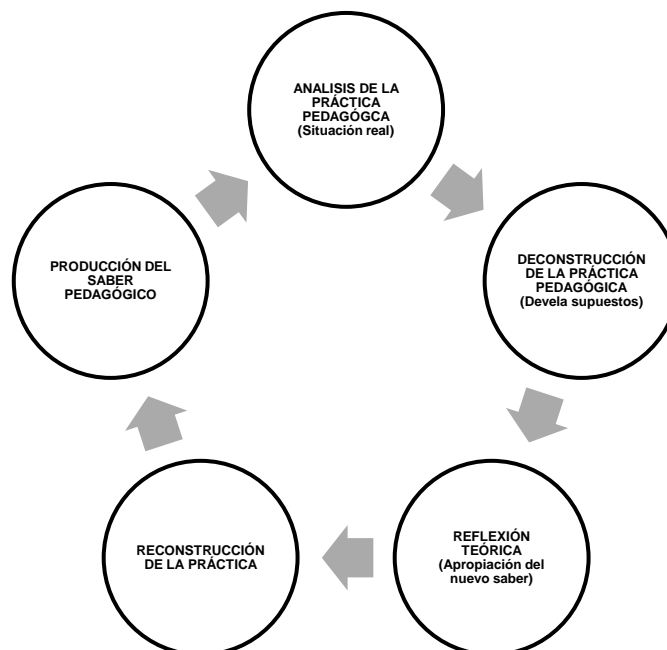 ANALISIS DE LA
PRÁCTICA
PEDAGÓGCA
(Situación real)
DECONSTRUCCIÓN
DE LA PRÁCTICA
PEDAGÓGICA
(Devela supuestos)
REFLEXIÓN
TEÓRICA
(Apropiación del
nuevo saber)
RECONSTRUCCIÓN
DE LA PRÁCTICA
PRODUCCIÓN DEL
SABER
PEDAGÓGICO